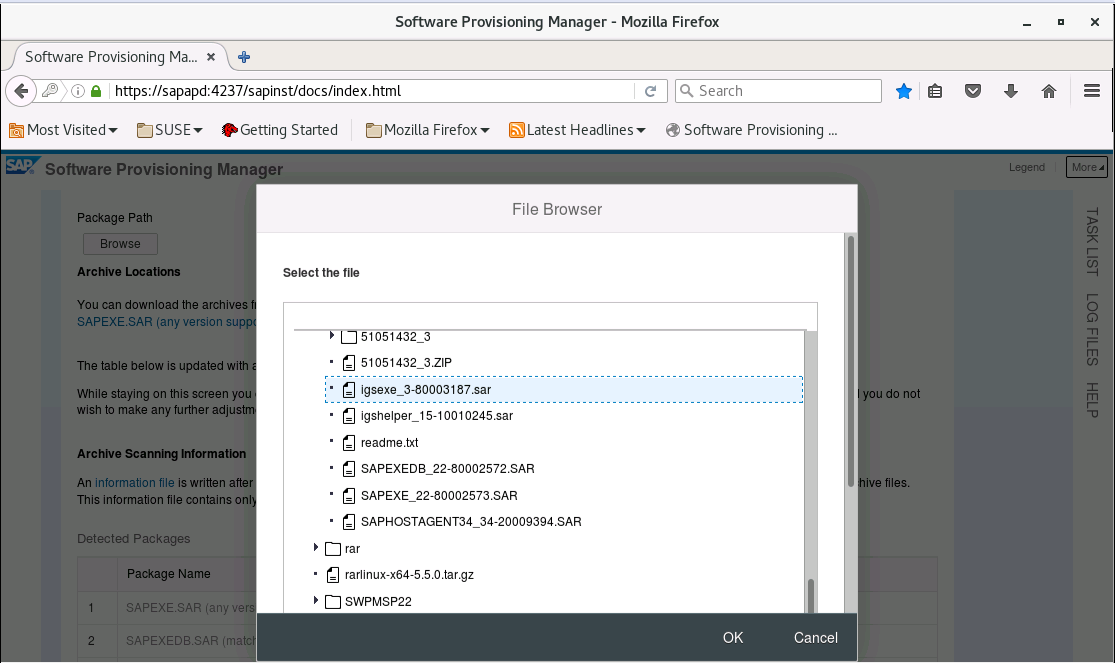 Software Provisioning Manager - Mozilla Firefox
Software Provisioning Ma...
https://sapapd:4237/sapinst/docs/index.html
Search
Most Visited
SUSE
Getting Started
Mozilla Firefox
Latest Headlines
Software Provisioning ...
SAP
Software Provisioning Manager
Legend
More
File Browser
Package Path
Browse
Archive Locations
You can download the archives f
SAPEXE.SAR (any version suppo
The table below is updated with a
While staying on this screen you
you do not
wish to make any further adjustm
Archive Scanning Information
An information file is written after
hive files.
This information file contains only
Detected Packages
Package Name
1
SAPEXE.SAR (any vers
2
SAPEXEDB.SAR (match
Select the file
51051432_3
51051432_3.ZIP
igsexe_3-80003187.sar
igshelper_15-10010245.sar
readme.txt
SAPEXEDB_22-80002572.SAR
SAPEXE_22-80002573.SAR
SAPHOSTAGENT34_34-20009394.SAR
rar
rarlinux-x64-5.5.0.tar.gz
SWPMSP22
OK
Cancel
TASK LIST
LOG FILES
HELP